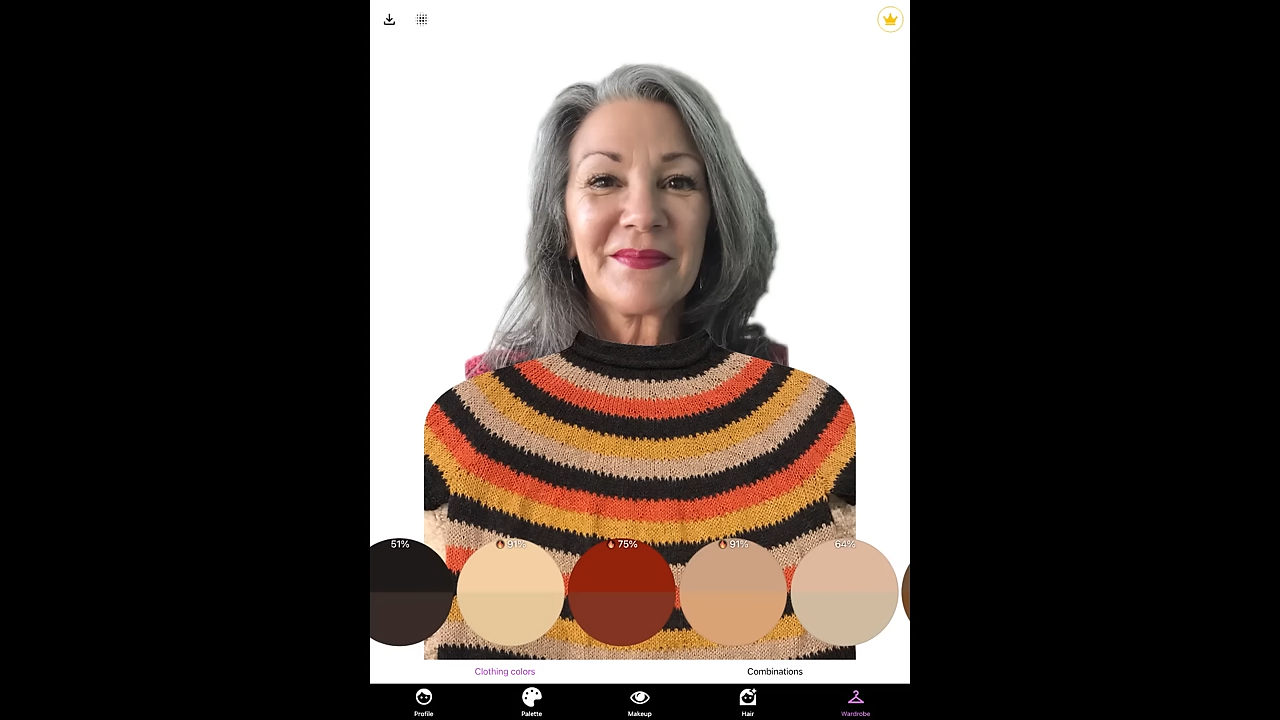 51%
91%
75%
91%
64%
Clothing colors
Combinations
Profile
Palette
Makeup
Hair
Wardrobe